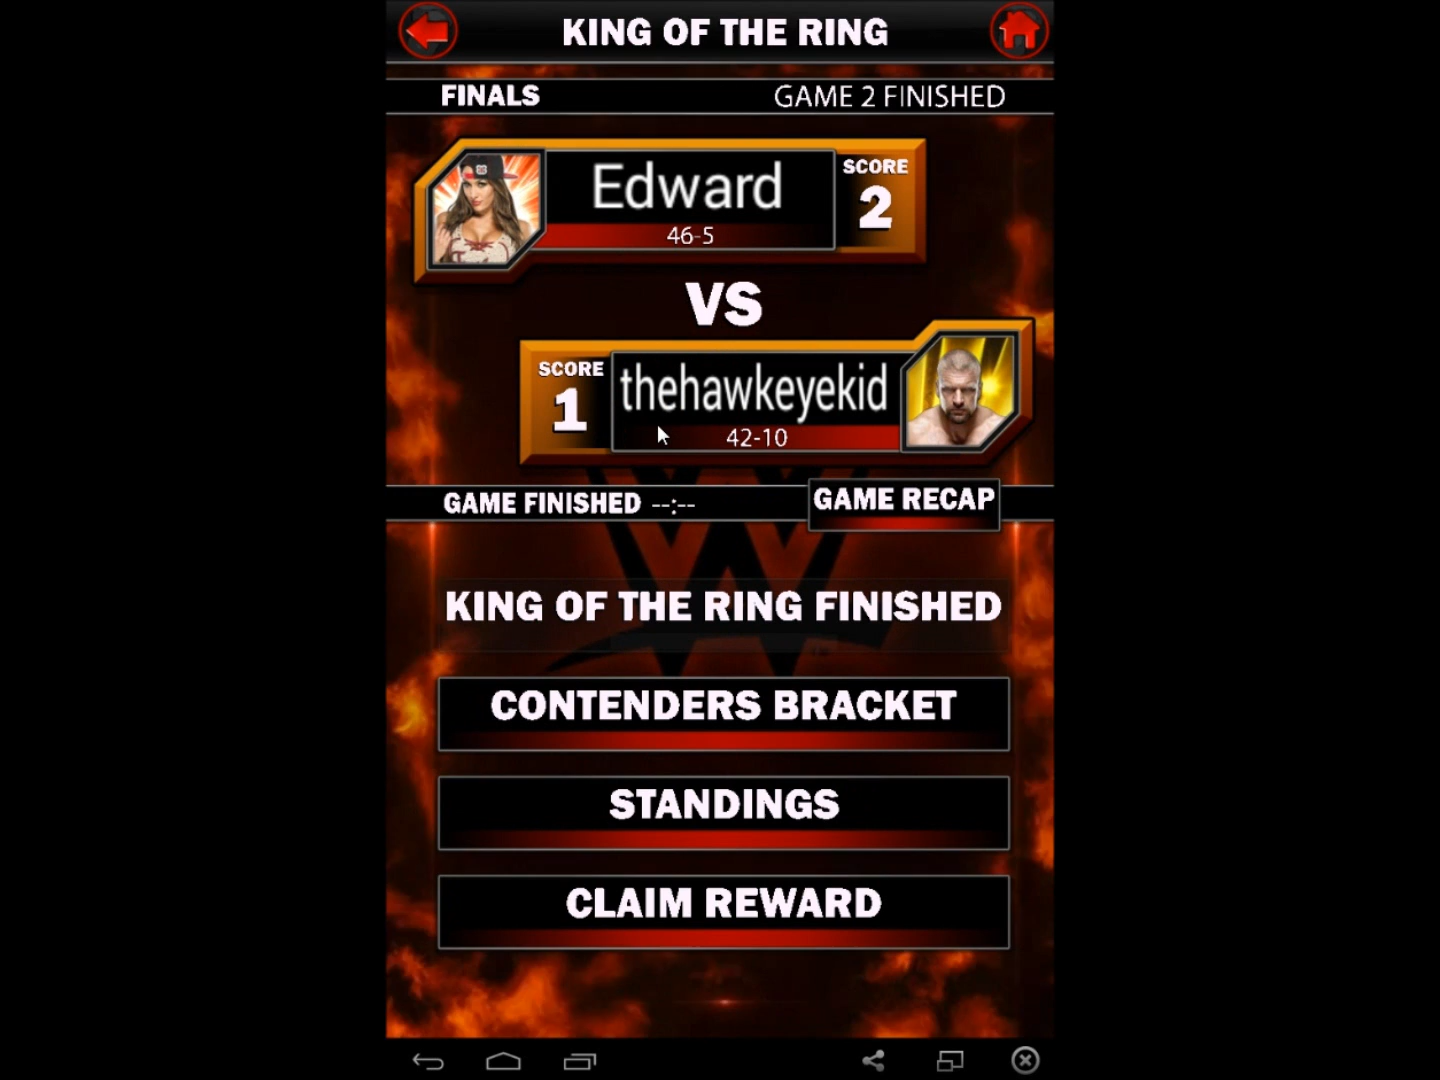 KING OF THE RING
FINALS
GAME 2 FINISHED
Edward
46-5
SCORE
2
VS
SCORE
1
thehawkeyekid
42-10
GAME FINISHED --:--
GAME RECAP
KING OF THE RING FINISHED
CONTENDERS BRACKET
STANDINGS
CLAIM REWARD